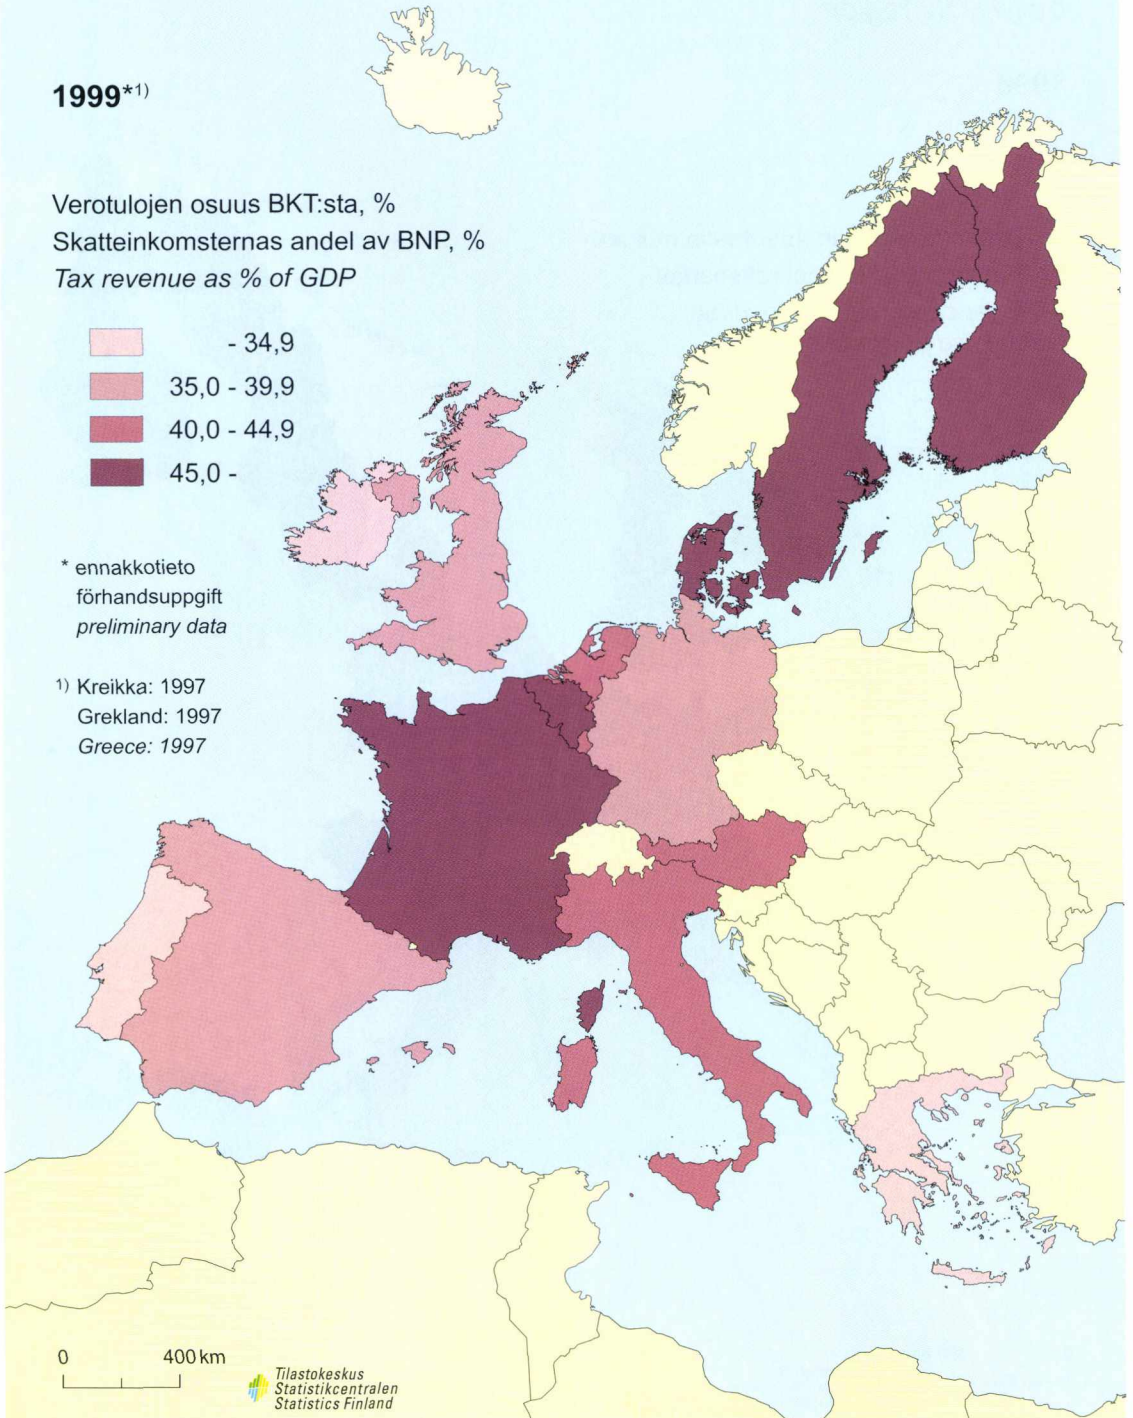 1999*1)
Verotulojen osuus BKT:sta, %
Skatteinkomsternas andel av BNP, %
Tax revenue as % of GDP
- 34,9
35,0 - 39,9
40,0 - 44,9
45,0 -
* ennakkotieto
förhandsuppgift
preliminary data
1) Kreikka: 1997
Grekland: 1997
Greece: 1997
0 400 km
Tilastokeskus
Statistikcentralen
Statistics Finland